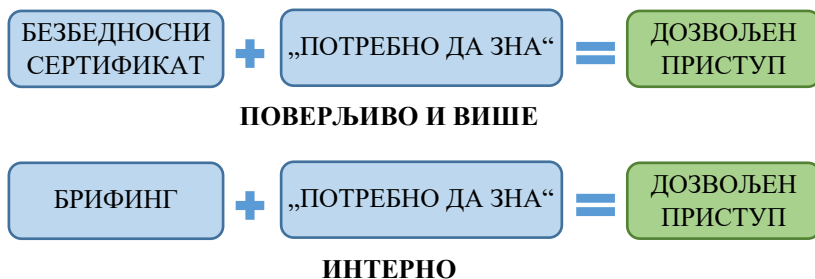 БЕЗБЕДНОСНИ
СЕРТИФИКАТ
+
„ПОТРЕБНО ДА ЗНА“
=
ДОЗВОЉЕН
ПРИСТУП
ПОВЕРЉИВО И ВИШЕ
БРИФИНГ
+
„ПОТРЕБНО ДА ЗНА“
=
ДОЗВОЉЕН
ПРИСТУП
ИНТЕРНО